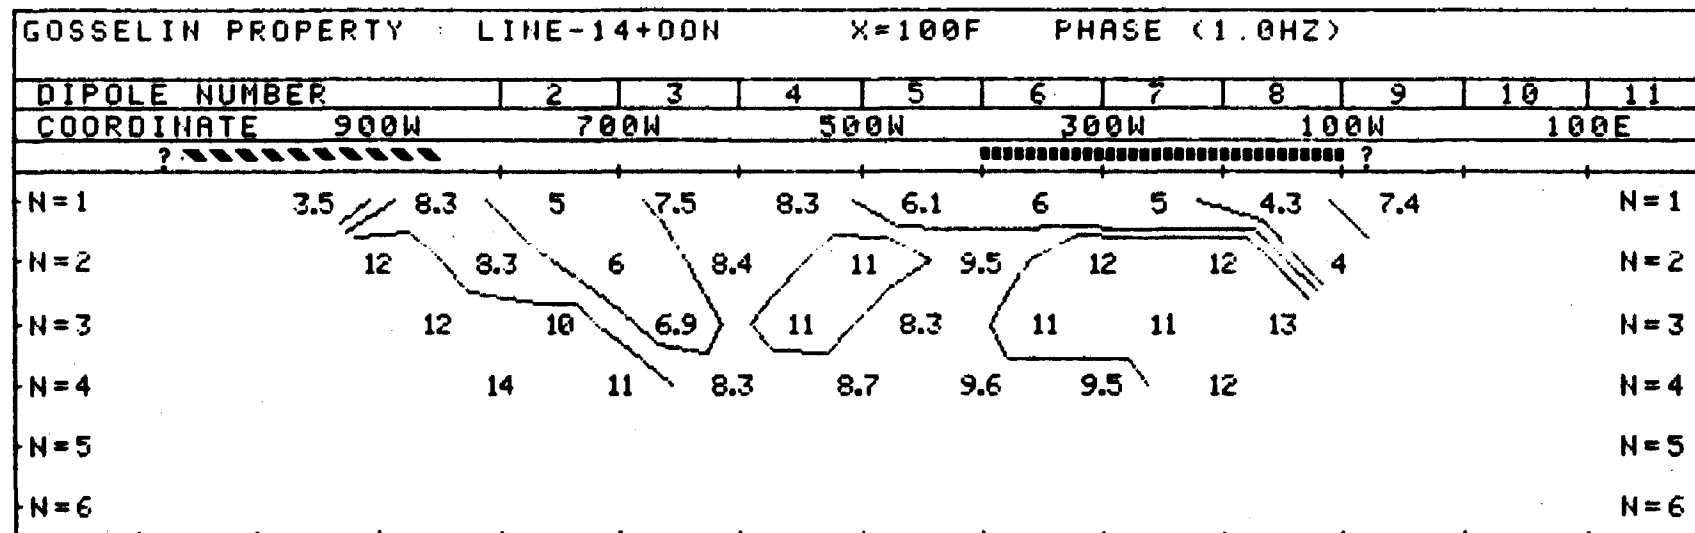 GOSSELIN PROPERTY : LINE-14+00N X=100F PHASE (1.0HZ)
DIPOLE NUMBER 2 3 4 5 6 7 8 9 10 11
COORDINATE 900W 700W 500W 300W 100W 100E
? ?
N=1 3.5 8.3 5 7.5 8.3 6.1 6 5 4.3 7.4 N=1
N=2 12 8.3 6 8.4 11 9.5 12 12 4 N=2
N=3 12 10 6.9 11 8.3 11 11 13 N=3
N=4 14 11 8.3 8.7 9.6 9.5 12 N=4
N=5 N=5
N=6 N=6